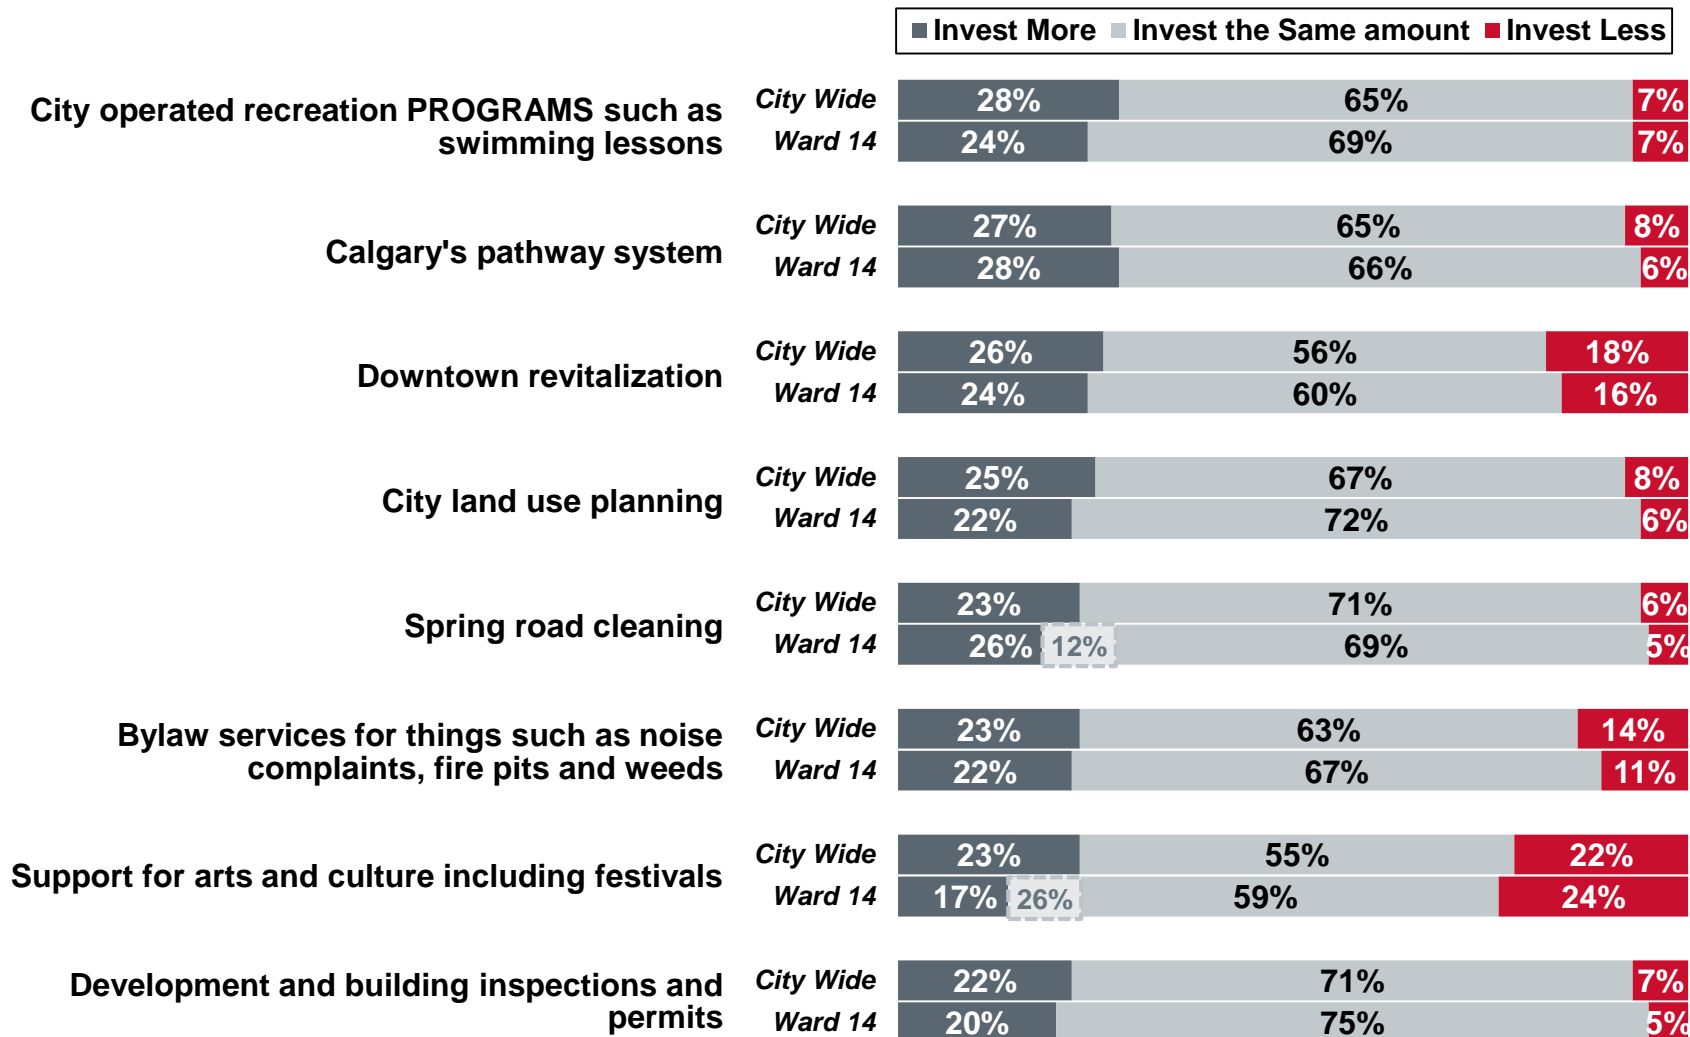 Invest More Invest the Same amount Invest Less
City operated recreation PROGRAMS such as
swimming lessons
City Wide 28% 65% 7%
Ward 14 24% 69% 7%
Calgary's pathway system
City Wide 27% 65% 8%
Ward 14 28% 66% 6%
Downtown revitalization
City Wide 26% 56% 18%
Ward 14 24% 60% 16%
City land use planning
City Wide 25% 67% 8%
Ward 14 22% 72% 6%
Spring road cleaning
City Wide 23% 71% 6%
Ward 14 26% 12% 69% 5%
Bylaw services for things such as noise
complaints, fire pits and weeds
City Wide 23% 63% 14%
Ward 14 22% 67% 11%
Support for arts and culture including festivals
City Wide 23% 55% 22%
Ward 14 17% 26% 59% 24%
Development and building inspections and
permits
City Wide 22% 71% 7%
Ward 14 20% 75% 5%